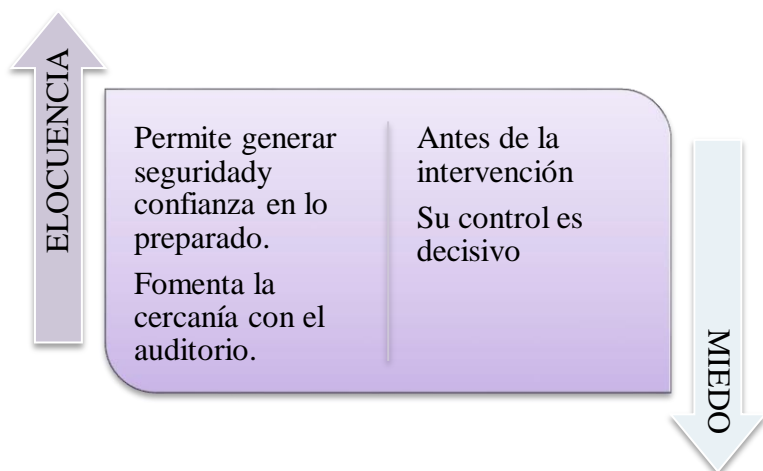 ELOCUENCIA
Permite generar
seguridady
confianza en lo
preparado.
Fomenta la
cercanía con el
auditorio.
Antes de la
intervención
Su control es
decisivo
MIEDO